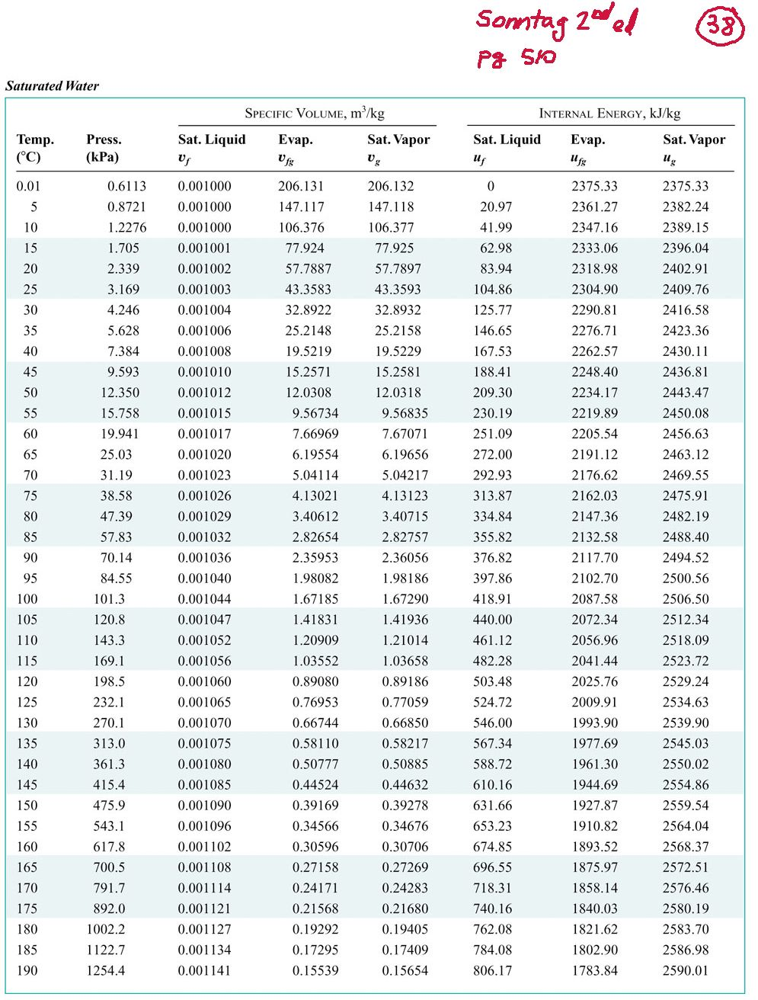 Sonntag 2nd ed
38
pg 510
Saturated Water
SPECIFIC VOLUME, m³/kg INTERNAL ENERGY, kJ/kg
Temp. Press. Sat. Liquid Evap. Sat. Vapor Sat. Liquid Evap. Sat. Vapor
(°C) (kPa) vf vfg vg uf ufg ug
0.01 0.6113 0.001000 206.131 206.132 0 2375.33 2375.33
5 0.8721 0.001000 147.117 147.118 20.97 2361.27 2382.24
10 1.2276 0.001000 106.376 106.377 41.99 2347.16 2389.15
15 1.705 0.001001 77.924 77.925 62.98 2333.06 2396.04
20 2.339 0.001002 57.7887 57.7897 83.94 2318.98 2402.91
25 3.169 0.001003 43.3583 43.3593 104.86 2304.90 2409.76
30 4.246 0.001004 32.8922 32.8932 125.77 2290.81 2416.58
35 5.628 0.001006 25.2148 25.2158 146.65 2276.71 2423.36
40 7.384 0.001008 19.5219 19.5229 167.53 2262.57 2430.11
45 9.593 0.001010 15.2571 15.2581 188.41 2248.40 2436.81
50 12.350 0.001012 12.0308 12.0318 209.30 2234.17 2443.47
55 15.758 0.001015 9.56734 9.56835 230.19 2219.89 2450.08
60 19.941 0.001017 7.66969 7.67071 251.09 2205.54 2456.63
65 25.03 0.001020 6.19554 6.19656 272.00 2191.12 2463.12
70 31.19 0.001023 5.04114 5.04217 292.93 2176.62 2469.55
75 38.58 0.001026 4.13021 4.13123 313.87 2162.03 2475.91
80 47.39 0.001029 3.40612 3.40715 334.84 2147.36 2482.19
85 57.83 0.001032 2.82654 2.82757 355.82 2132.58 2488.40
90 70.14 0.001036 2.35953 2.36056 376.82 2117.70 2494.52
95 84.55 0.001040 1.98082 1.98186 397.86 2102.70 2500.56
100 101.3 0.001044 1.67185 1.67290 418.91 2087.58 2506.50
105 120.8 0.001047 1.41831 1.41936 440.00 2072.34 2512.34
110 143.3 0.001052 1.20909 1.21014 461.12 2056.96 2518.09
115 169.1 0.001056 1.03552 1.03658 482.28 2041.44 2523.72
120 198.5 0.001060 0.89080 0.89186 503.48 2025.76 2529.24
125 232.1 0.001065 0.76953 0.77059 524.72 2009.91 2534.63
130 270.1 0.001070 0.66744 0.66850 546.00 1993.90 2539.90
135 313.0 0.001075 0.58110 0.58217 567.34 1977.69 2545.03
140 361.3 0.001080 0.50777 0.50885 588.72 1961.30 2550.02
145 415.4 0.001085 0.44524 0.44632 610.16 1944.69 2554.86
150 475.9 0.001090 0.39169 0.39278 631.66 1927.87 2559.54
155 543.1 0.001096 0.34566 0.34676 653.23 1910.82 2564.04
160 617.8 0.001102 0.30596 0.30706 674.85 1893.52 2568.37
165 700.5 0.001108 0.27158 0.27269 696.55 1875.97 2572.51
170 791.7 0.001114 0.24171 0.24283 718.31 1858.14 2576.46
175 892.0 0.001121 0.21568 0.21680 740.16 1840.03 2580.19
180 1002.2 0.001127 0.19292 0.19405 762.08 1821.62 2583.70
185 1122.7 0.001134 0.17295 0.17409 784.08 1802.90 2586.98
190 1254.4 0.001141 0.15539 0.15654 806.17 1783.84 2590.01